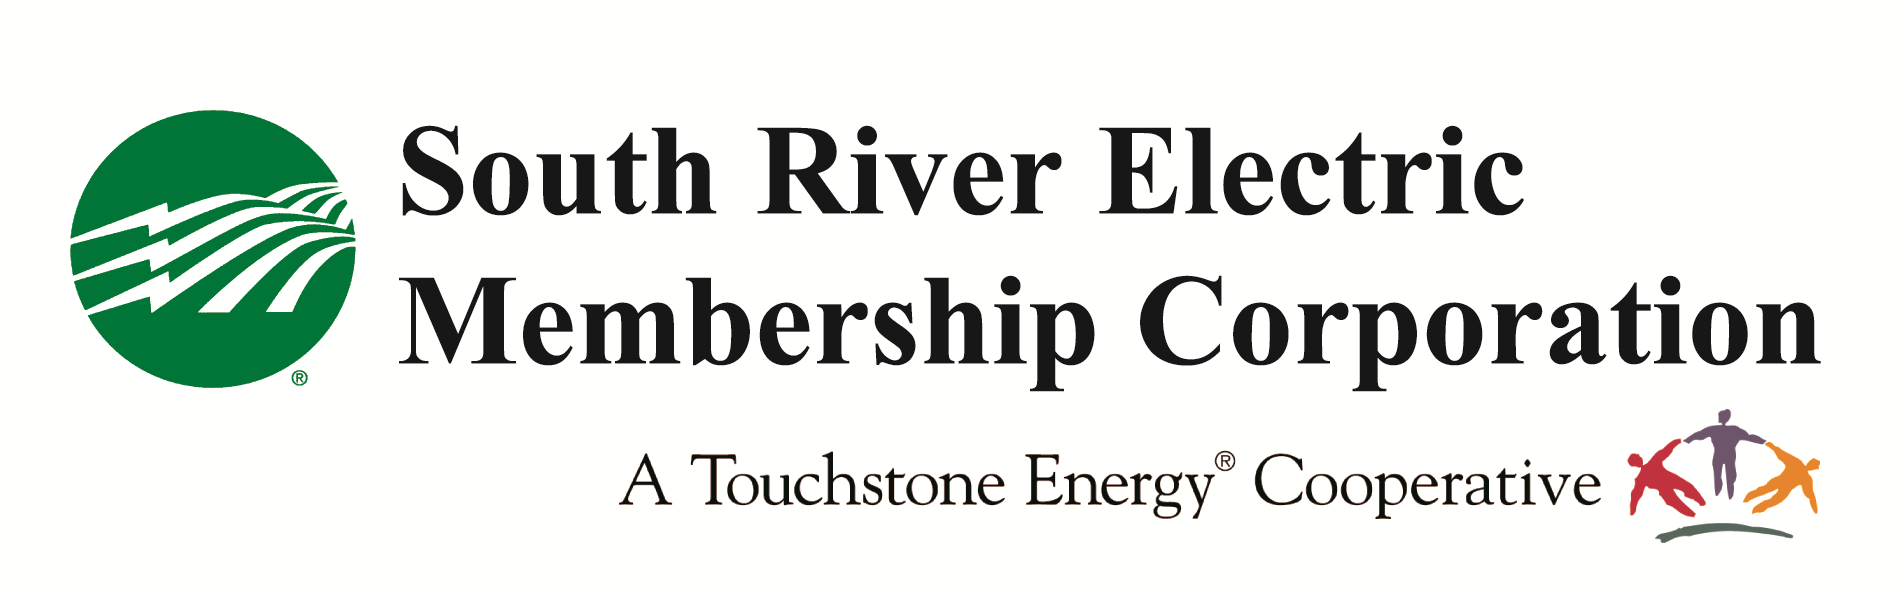 South River Electric
Membership Corporation
®
A Touchstone Energy® Cooperative